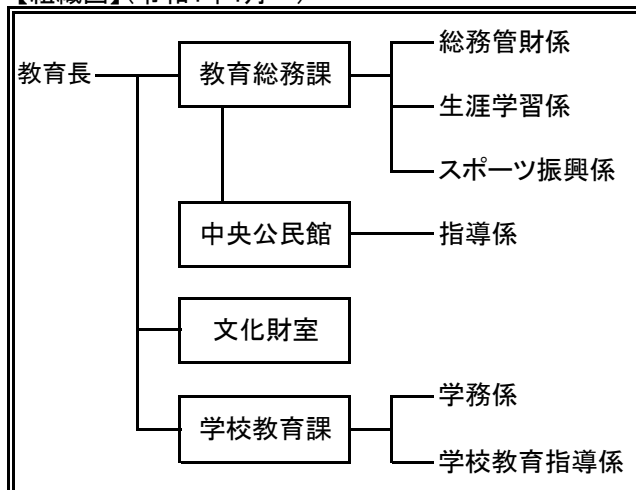 総務管財係
教育長
教育総務課
生涯学習係
スポーツ振興係
中央公民館
指導係
文化財室
学務係
学校教育課
学校教育指導係